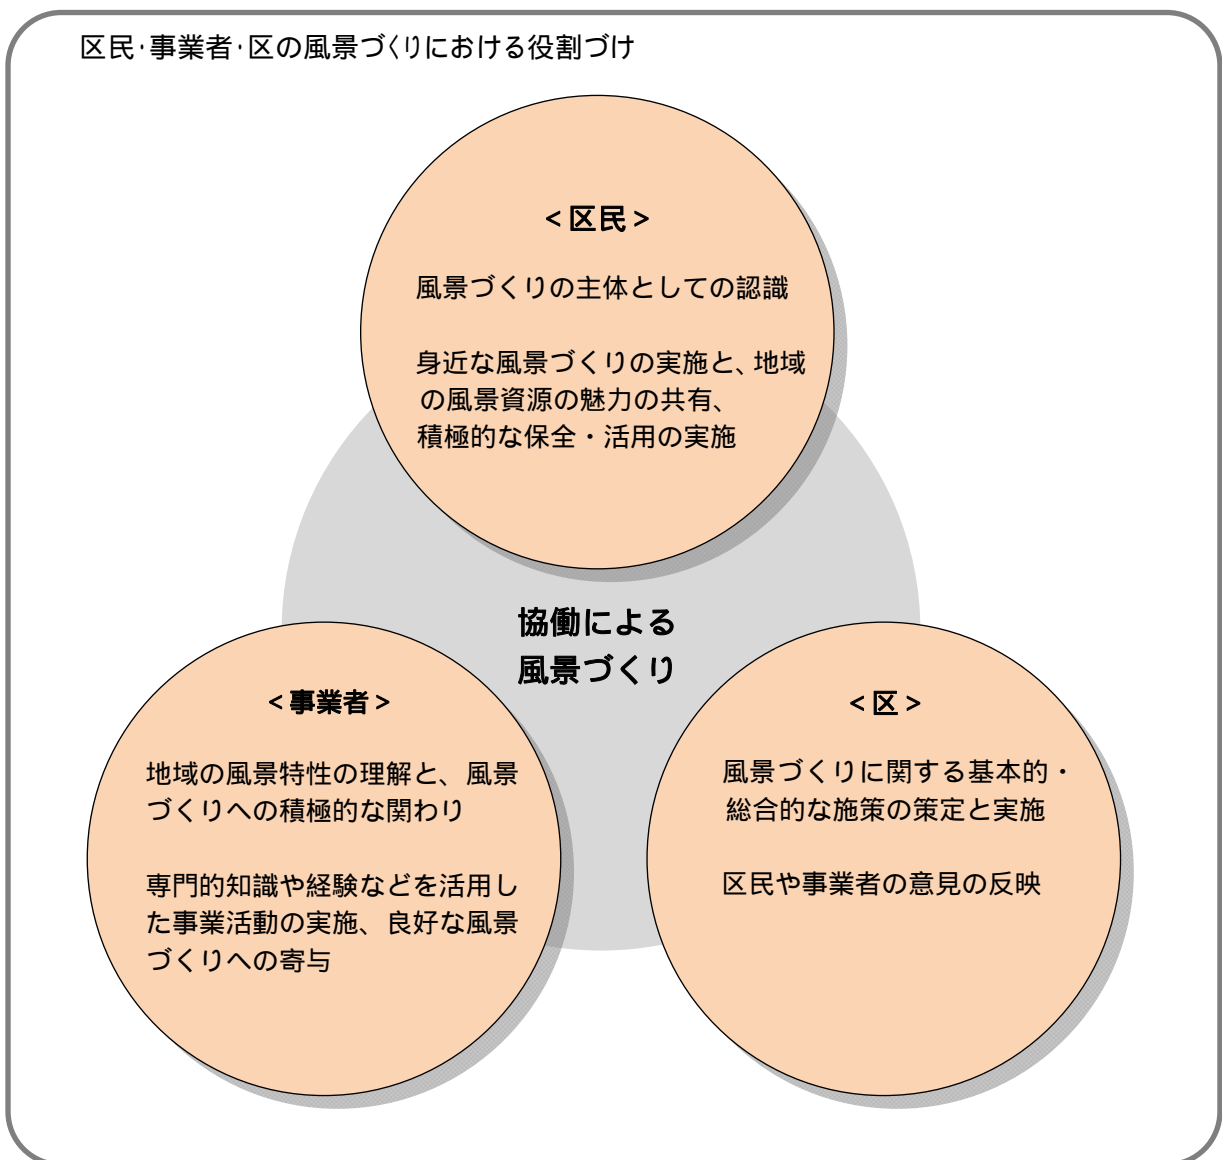 区民･事業者･区の風景づくりにおける役割づけ
＜区民＞
風景づくりの主体としての認識
身近な風景づくりの実施と、地域
の風景資源の魅力の共有、
積極的な保全・活用の実施
協働による
風景づくり
＜事業者＞
地域の風景特性の理解と、風景
づくりへの積極的な関わり
専門的知識や経験などを活用し
た事業活動の実施、良好な風景
づくりへの寄与
＜区＞
風景づくりに関する基本的・
総合的な施策の策定と実施
区民や事業者の意見の反映